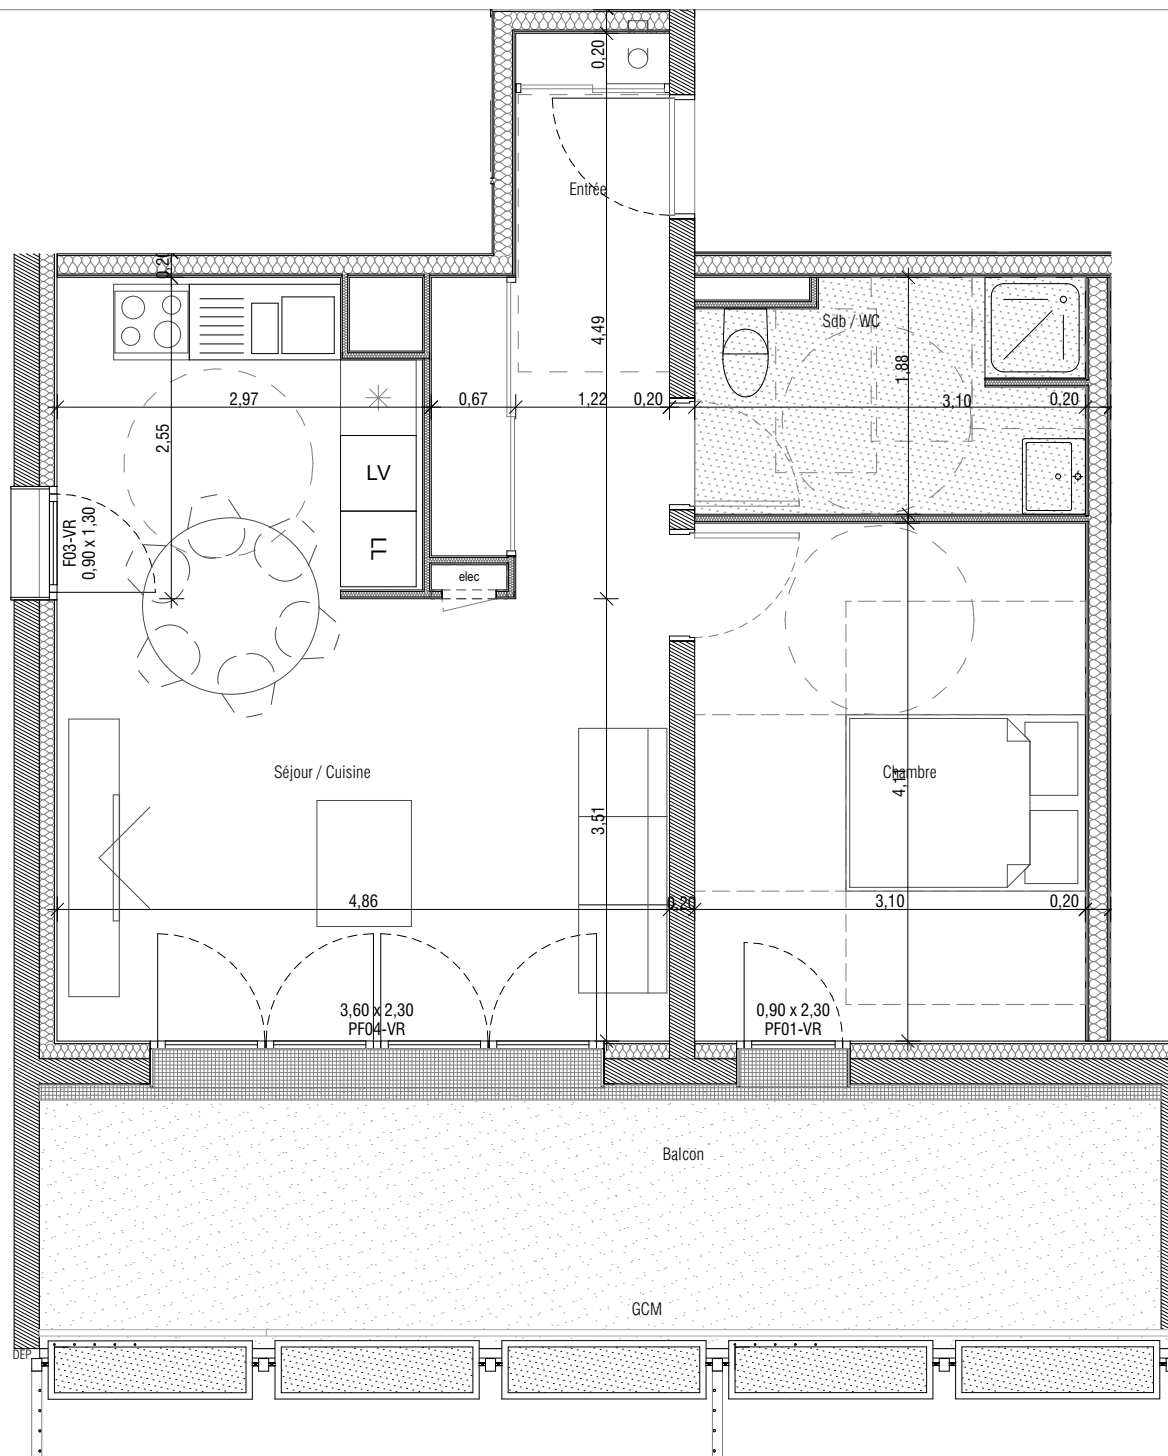 0,20
Entrée
0,20
4,49
Sdb / WC
1,88
2,97
0,67
1,22
0,20
3,10
0,20
2,55
LV
F03-VR
0,90 x 1,30
LL
elec
Séjour / Cuisine
Chambre
3,51
4,86
0,20
3,10
0,20
3,60 x 2,30
PF04-VR
0,90 x 2,30
PF01-VR
Balcon
GCM
DEP